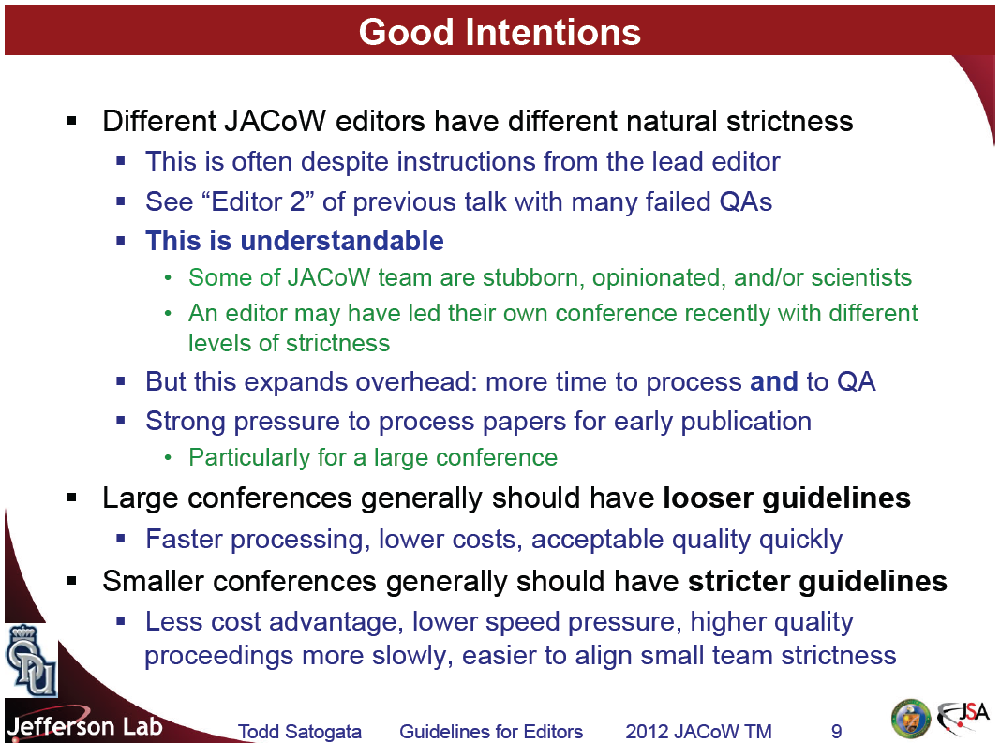 Good Intentions
▪ Different JACoW editors have different natural strictness
▪ This is often despite instructions from the lead editor
▪ See “Editor 2” of previous talk with many failed QAs
▪ This is understandable
• Some of JACoW team are stubborn, opinionated, and/or scientists
• An editor may have led their own conference recently with different
levels of strictness
▪ But this expands overhead: more time to process and to QA
▪ Strong pressure to process papers for early publication
• Particularly for a large conference
▪ Large conferences generally should have looser guidelines
▪ Faster processing, lower costs, acceptable quality quickly
▪ Smaller conferences generally should have stricter guidelines
▪ Less cost advantage, lower speed pressure, higher quality
proceedings more slowly, easier to align small team strictness
ODU
Jefferson Lab
Todd Satogata Guidelines for Editors 2012 JACoW TM 9
JSA